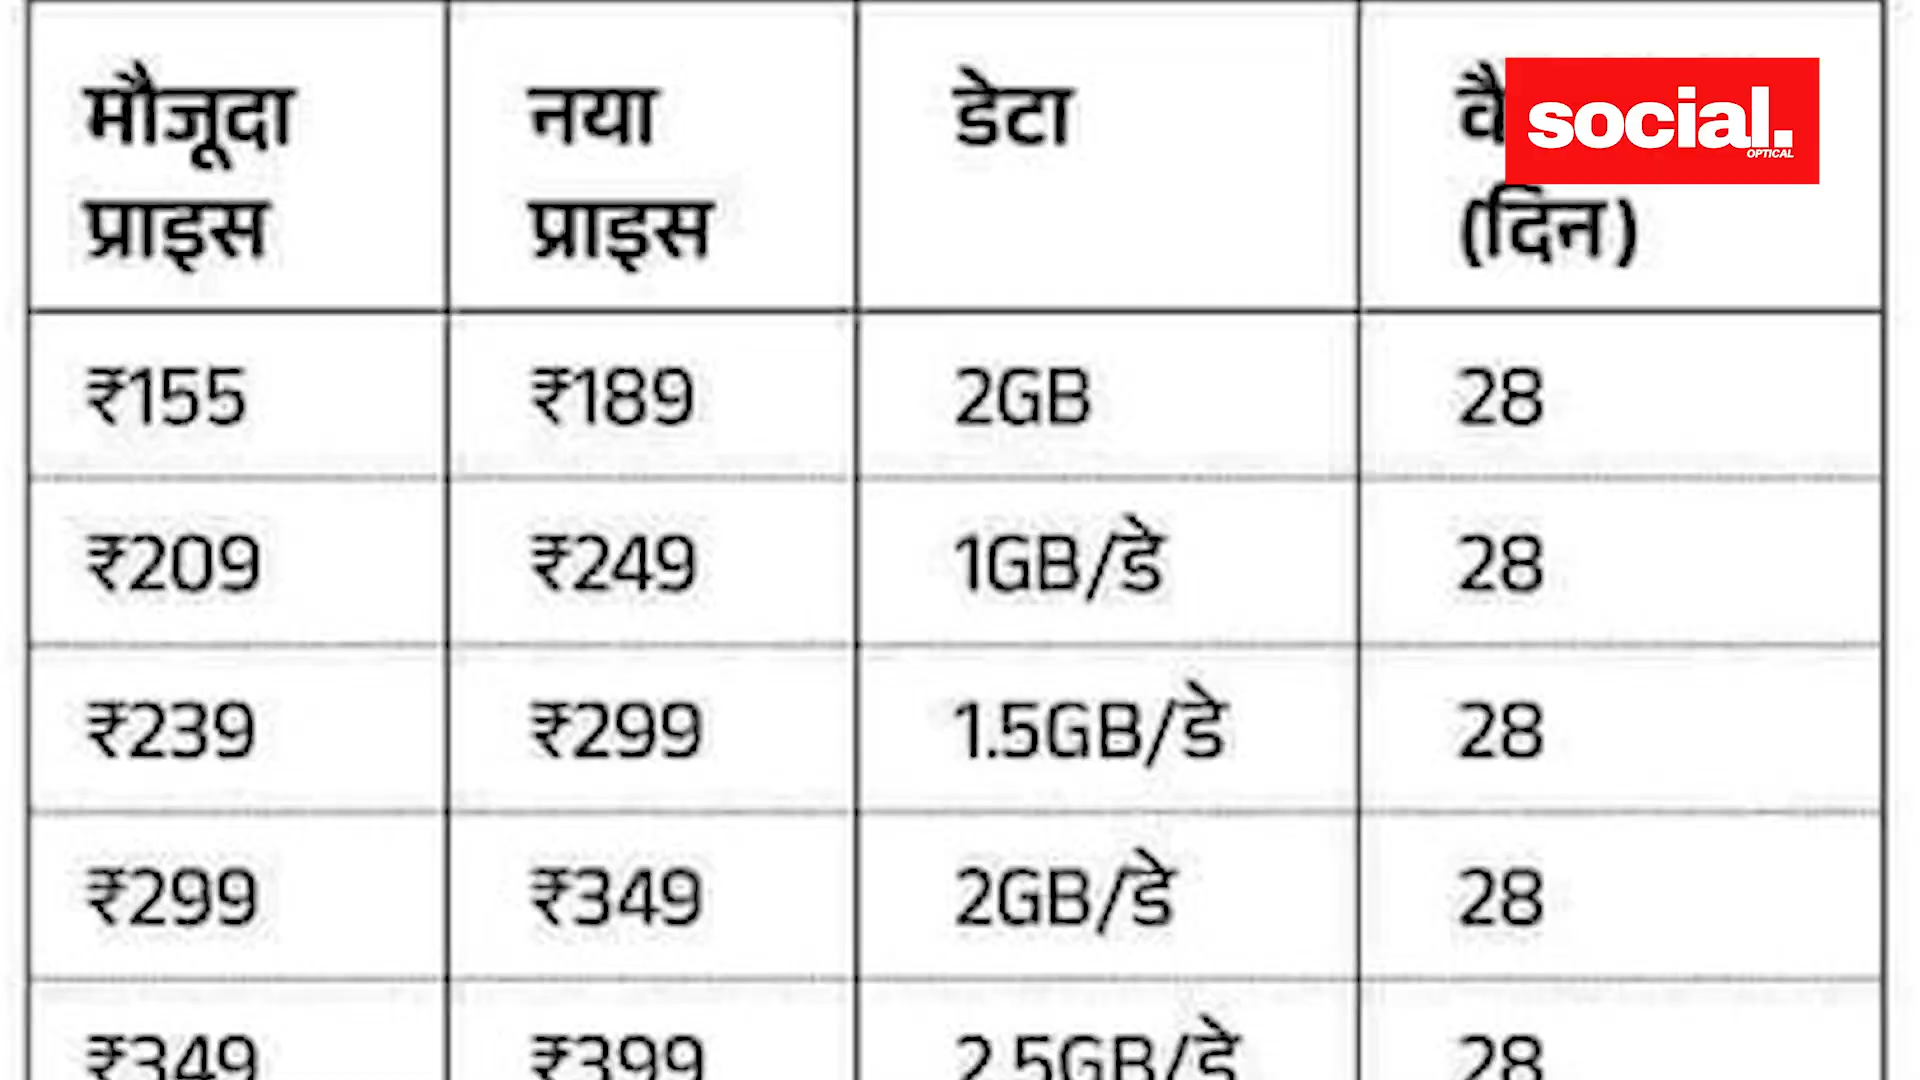 मौजूदा प्राइस नया प्राइस डेटा (दिन)
₹155 ₹189 2GB 28
₹209 ₹249 1GB/डे 28
₹239 ₹299 1.5GB/डे 28
₹299 ₹349 2GB/डे 28
₹349 ₹399 2.5GB/डे 28
social.
OPTICAL